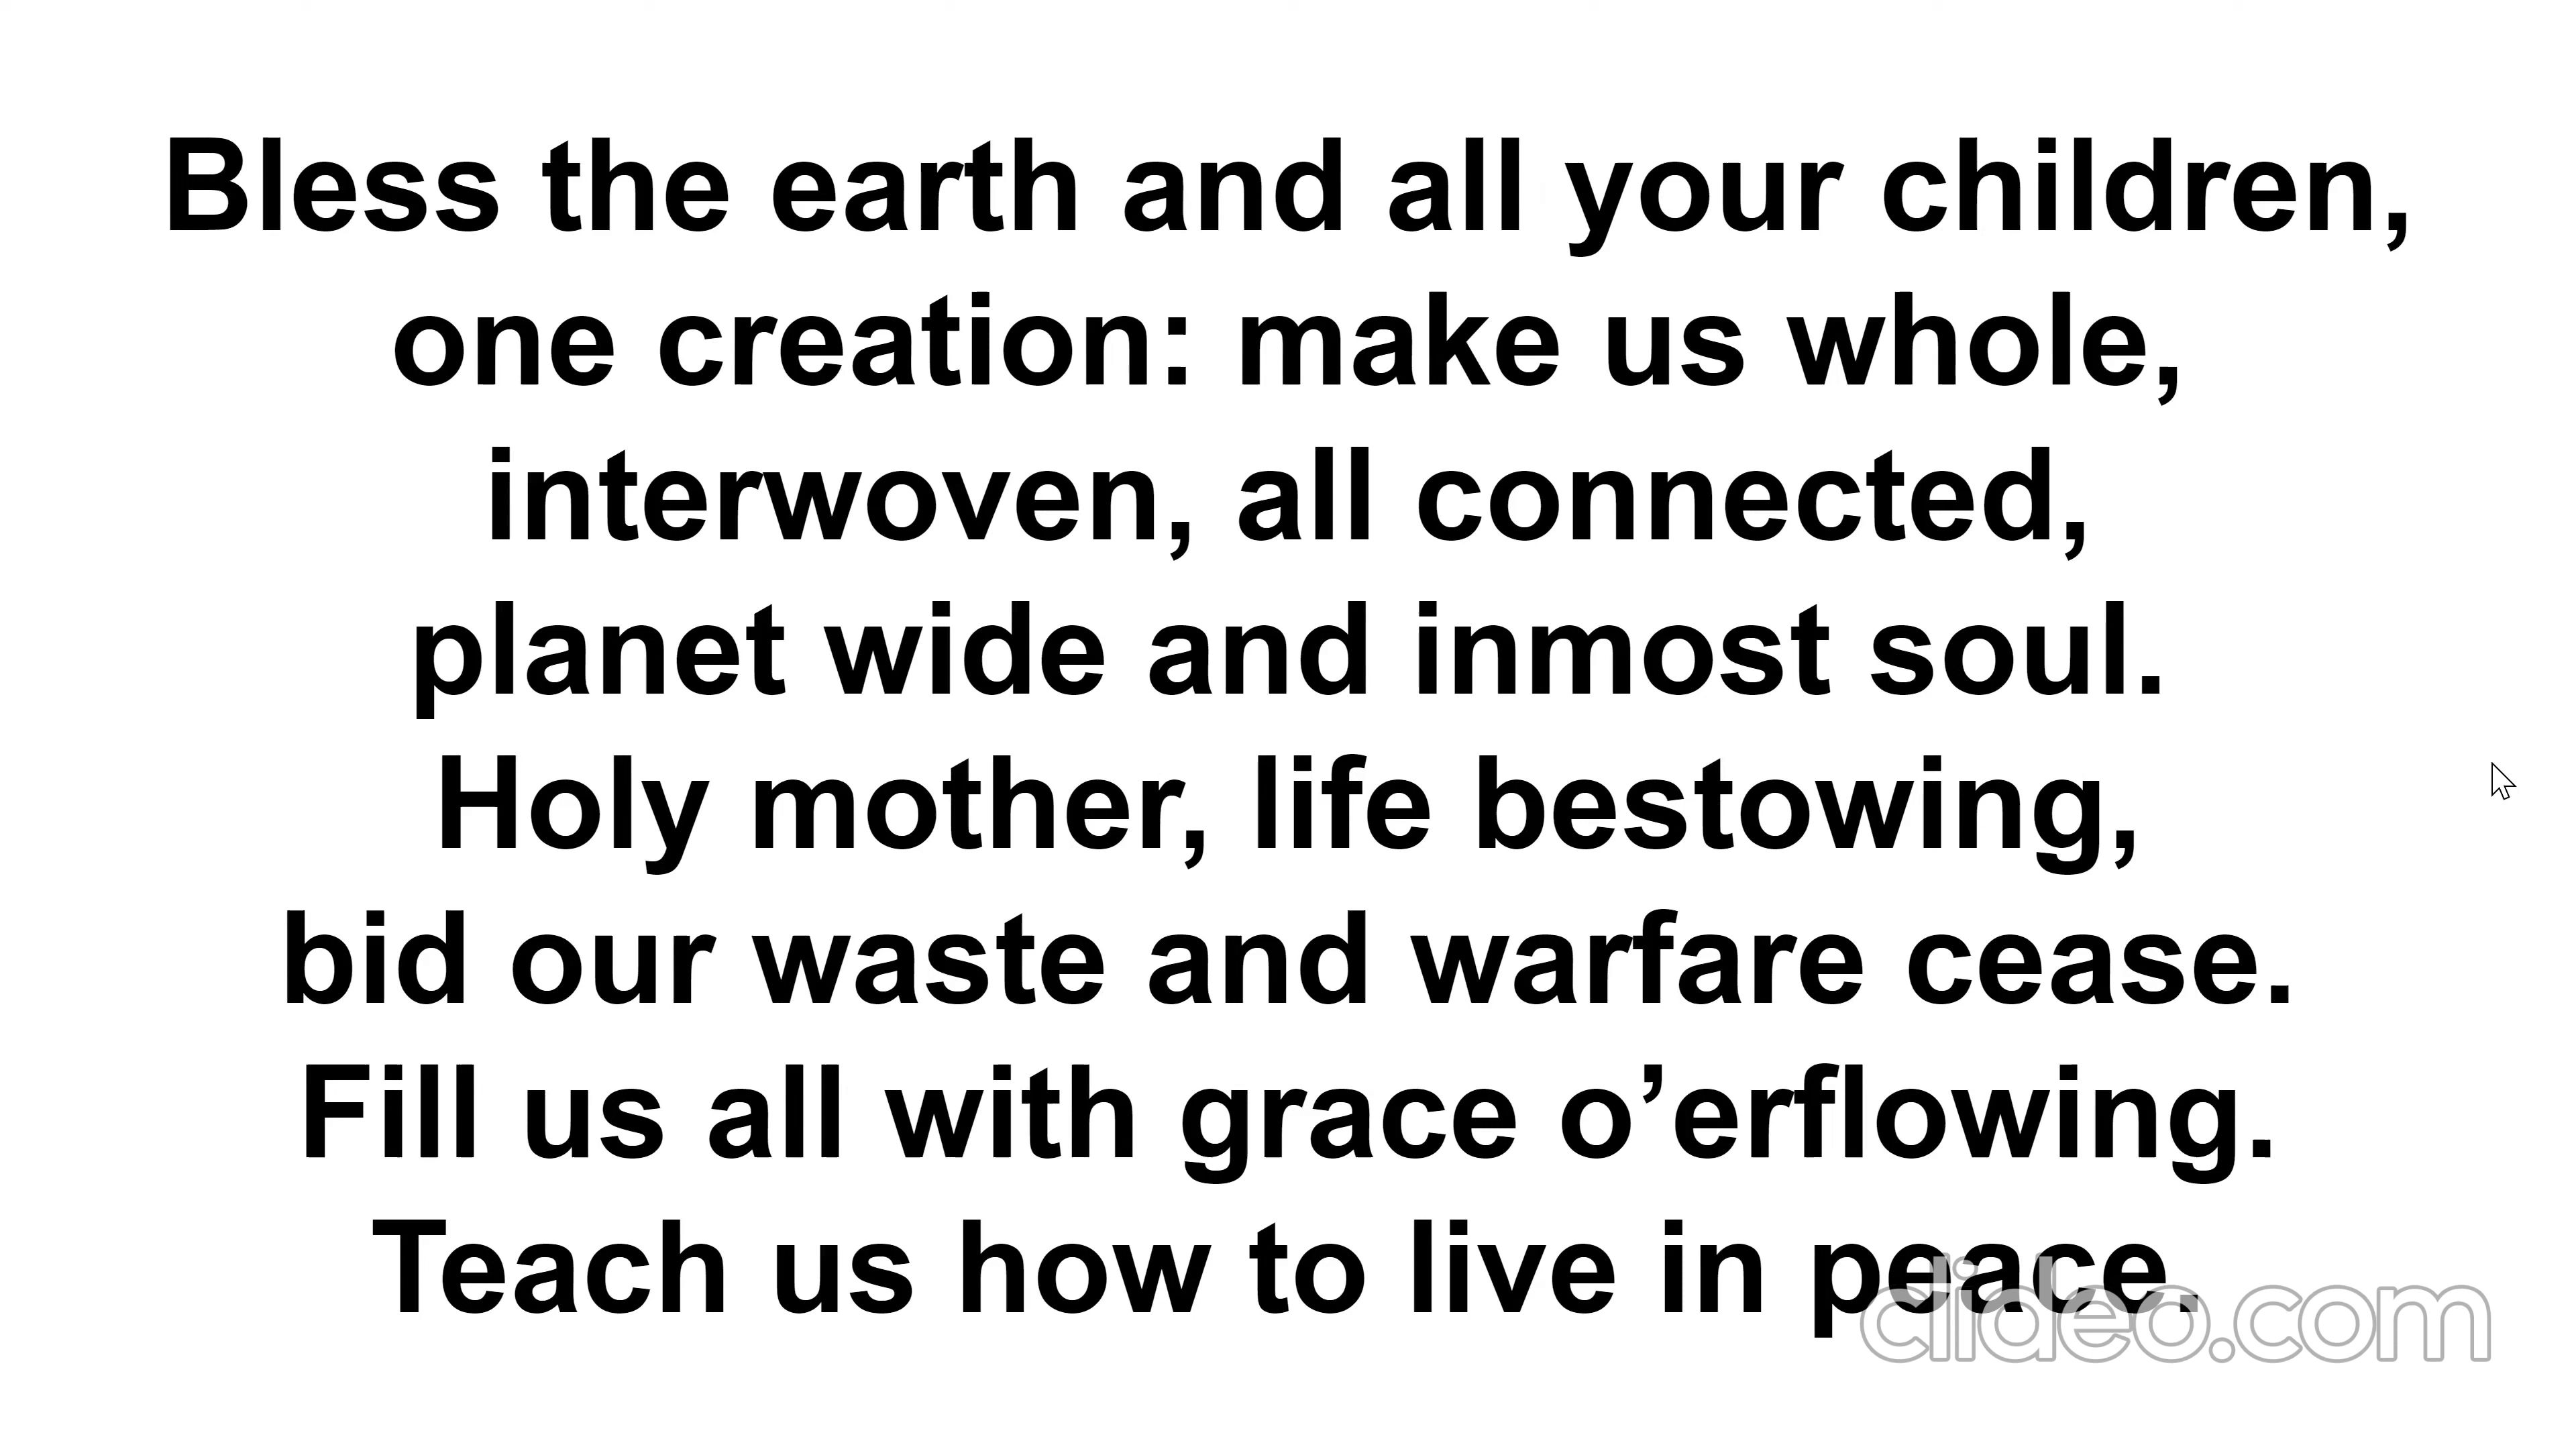 Bless the earth and all your children,
one creation: make us whole,
interwoven, all connected,
planet wide and inmost soul.
Holy mother, life bestowing,
bid our waste and warfare cease.
Fill us all with grace o’erflowing.
Teach us how to live in peace.
clideo.com